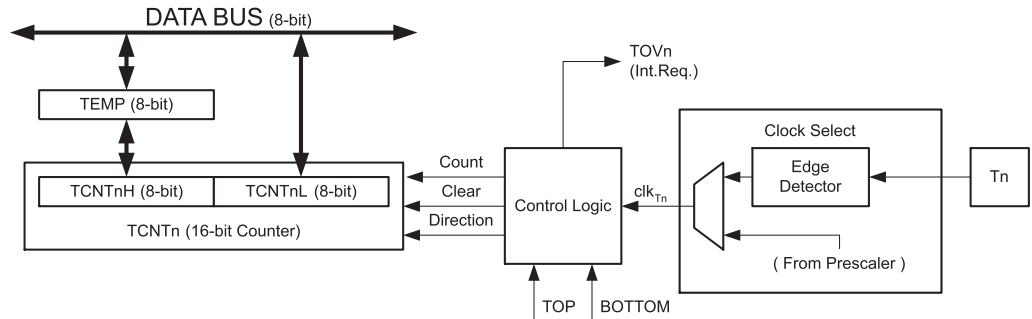 DATA BUS (8-bit)
TOVn
(Int.Req.)
TEMP (8-bit)
Clock Select
Count
Edge
Detector
Tn
TCNTnH (8-bit)
TCNTnL (8-bit)
Clear
Control Logic
clkTn
TCNTn (16-bit Counter)
Direction
( From Prescaler )
TOP
BOTTOM